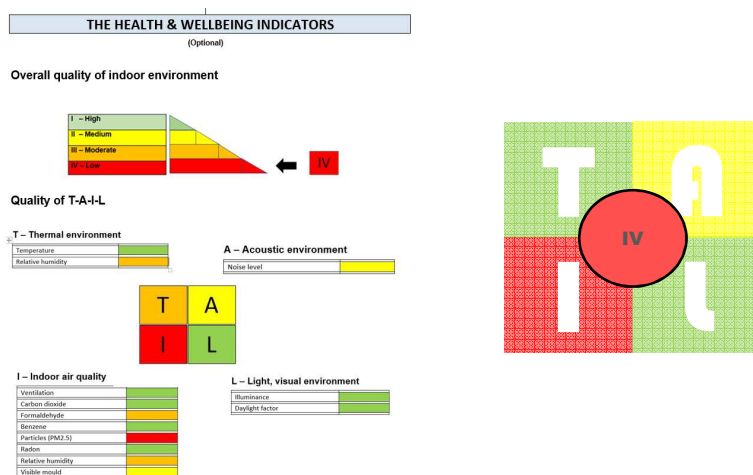 THE HEALTH & WELLBEING INDICATORS
(Optional)
Overall quality of indoor environment
I – High
II – Medium
III – Moderate
IV – Low
IV
Quality of T-A-I-L
T – Thermal environment
Temperature
Relative humidity
A – Acoustic environment
Noise level
T A
I L
I – Indoor air quality
Ventilation
Carbon dioxide
Formaldehyde
Benzene
Particles (PM2.5)
Radon
Relative humidity
Visible mould
L – Light, visual environment
Illuminance
Daylight factor
T A
IV
I L